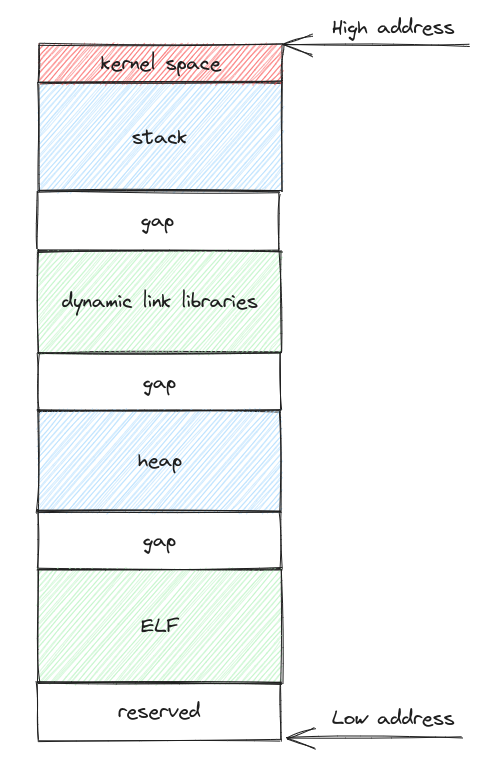 High address
kernel space
stack
gap
dynamic link libraries
gap
heap
gap
ELF
reserved
Low address